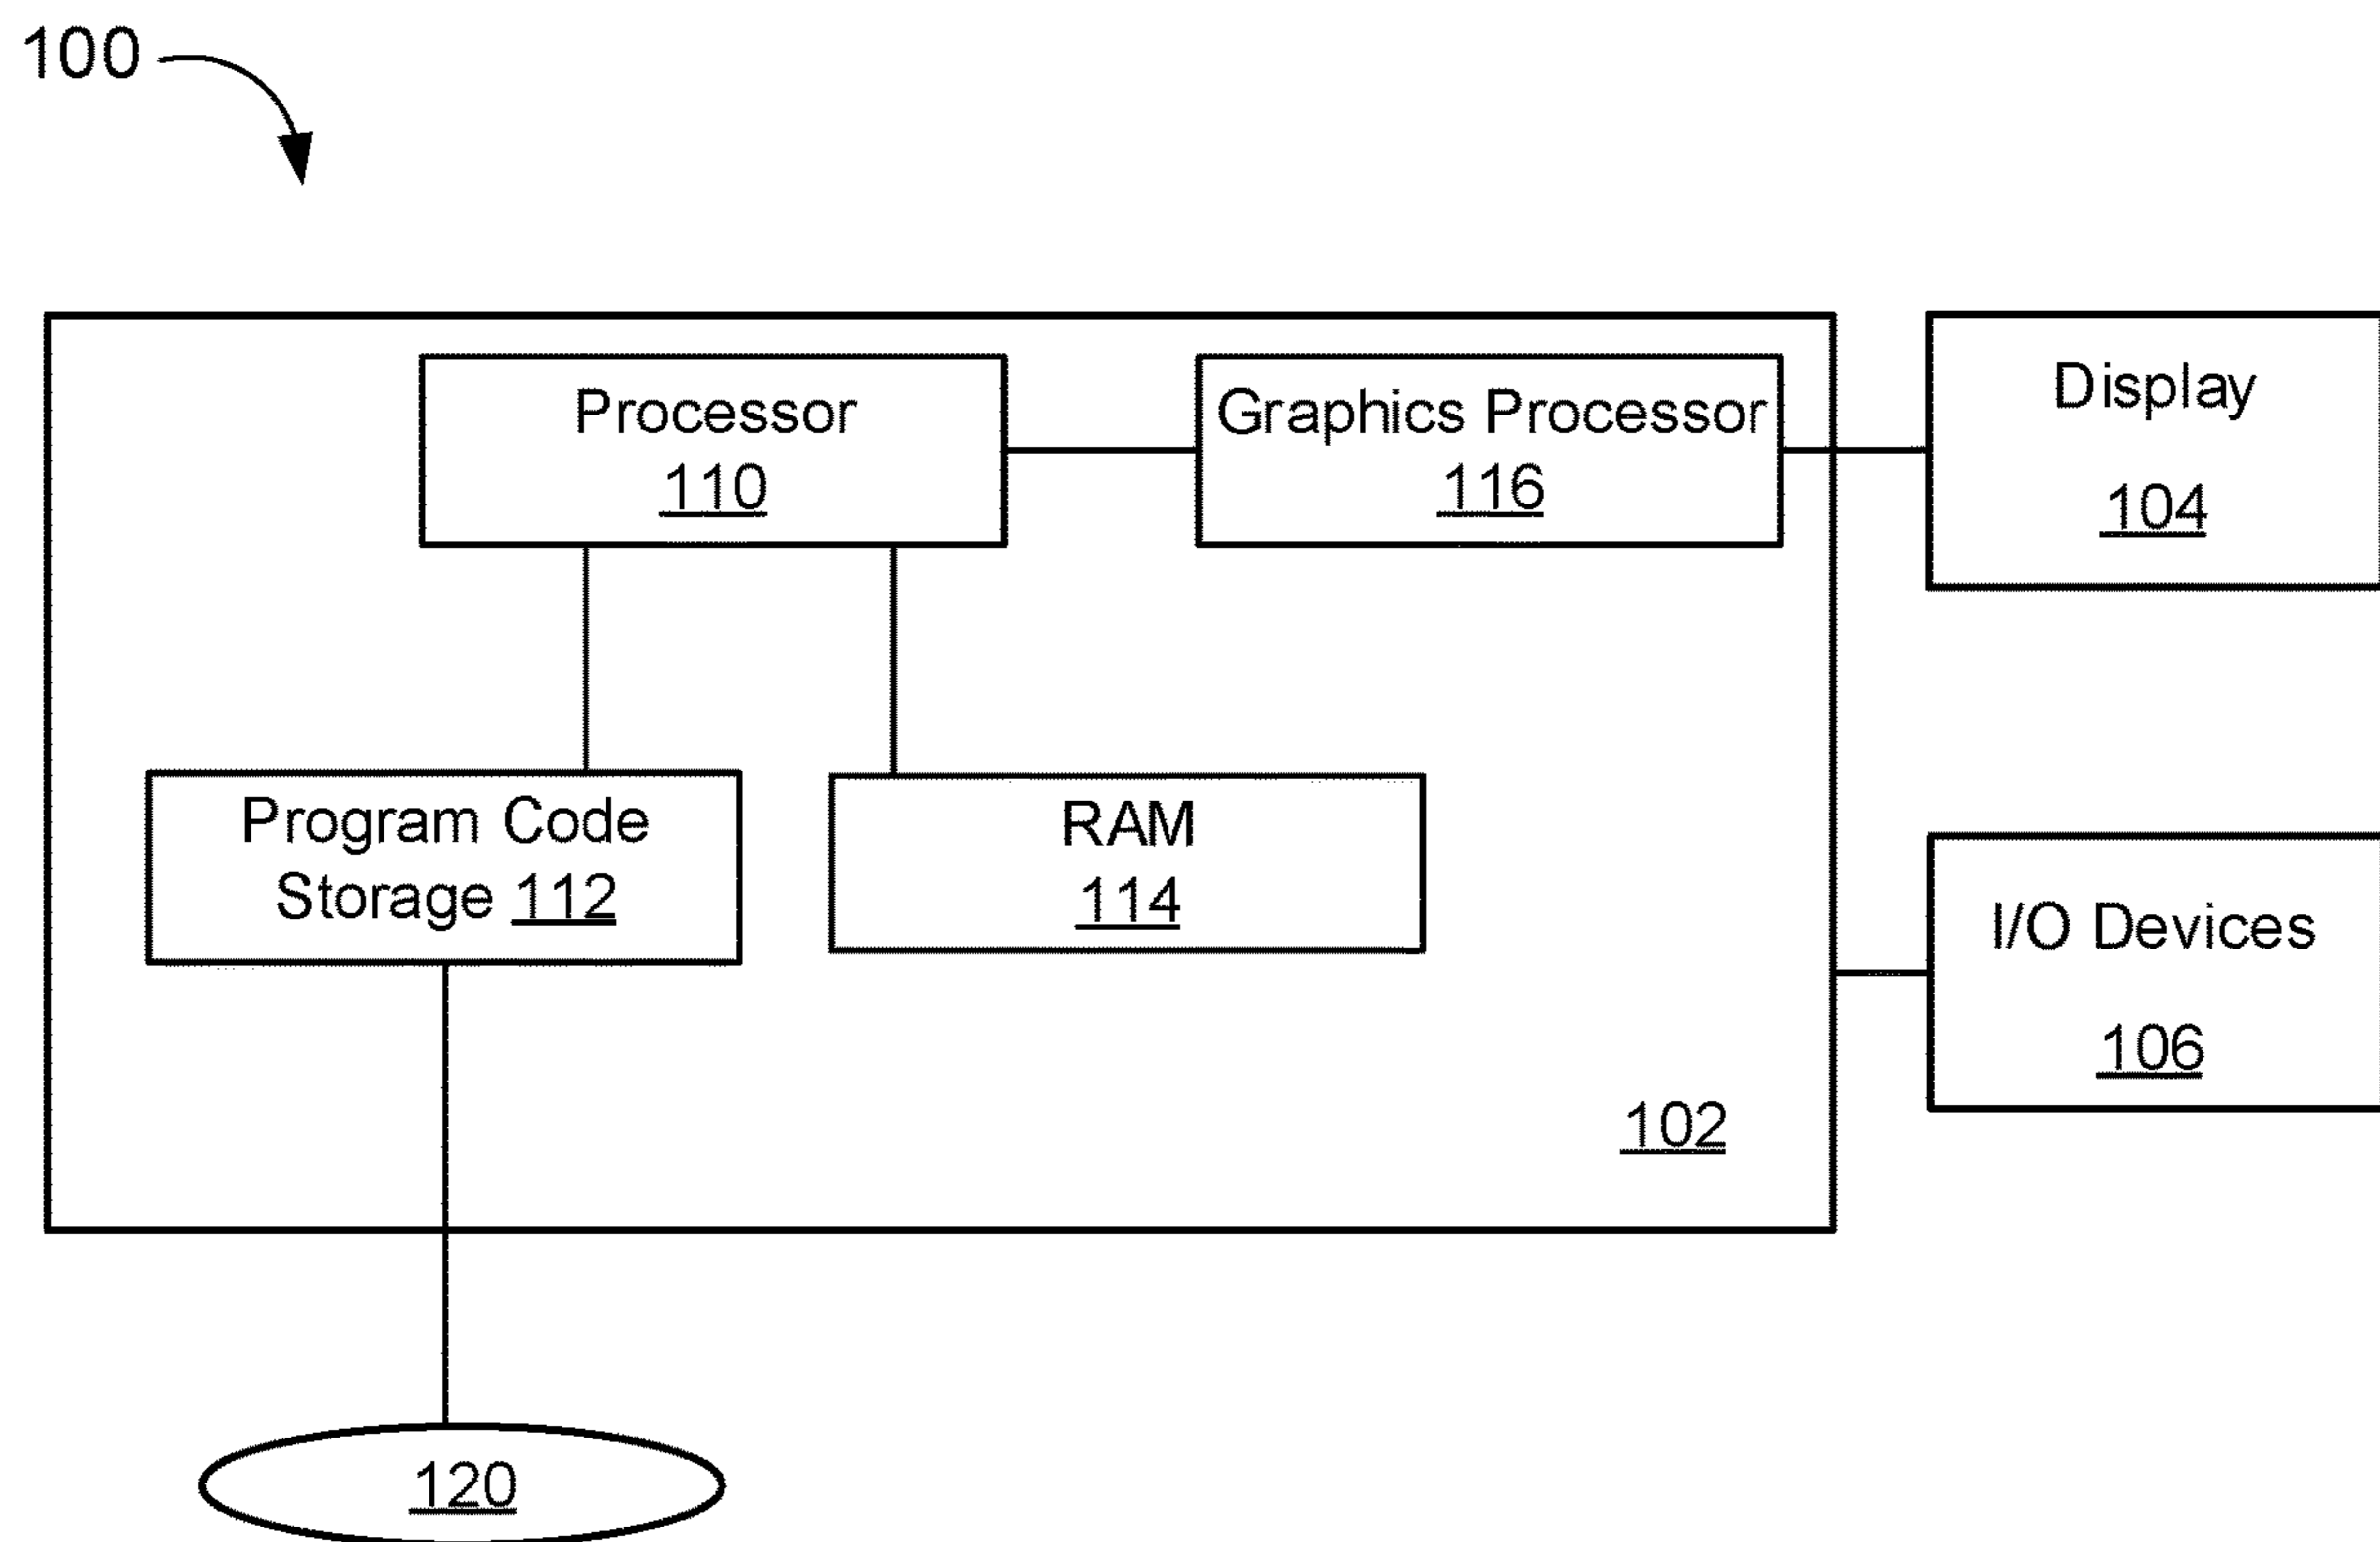 100
Processor
110
Graphics Processor
116
Display
104
Program Code
Storage 112
RAM
114
I/O Devices
106
102
120